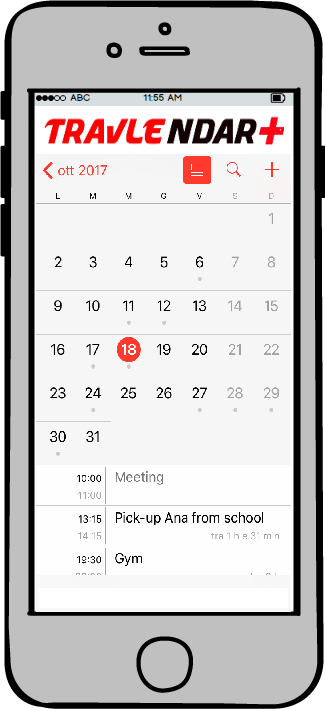 ABC 11:55 AM
TRAVLENDAR+
ott 2017
L M M G V S D
1
2 3 4 5 6 7 8
9 10 11 12 13 14 15
16 17 18 19 20 21 22
23 24 25 26 27 28 29
30 31
10:00 Meeting
11:00
13:15 Pick-up Ana from school
14:15 tra 1 h e 31 min
19:30 Gym